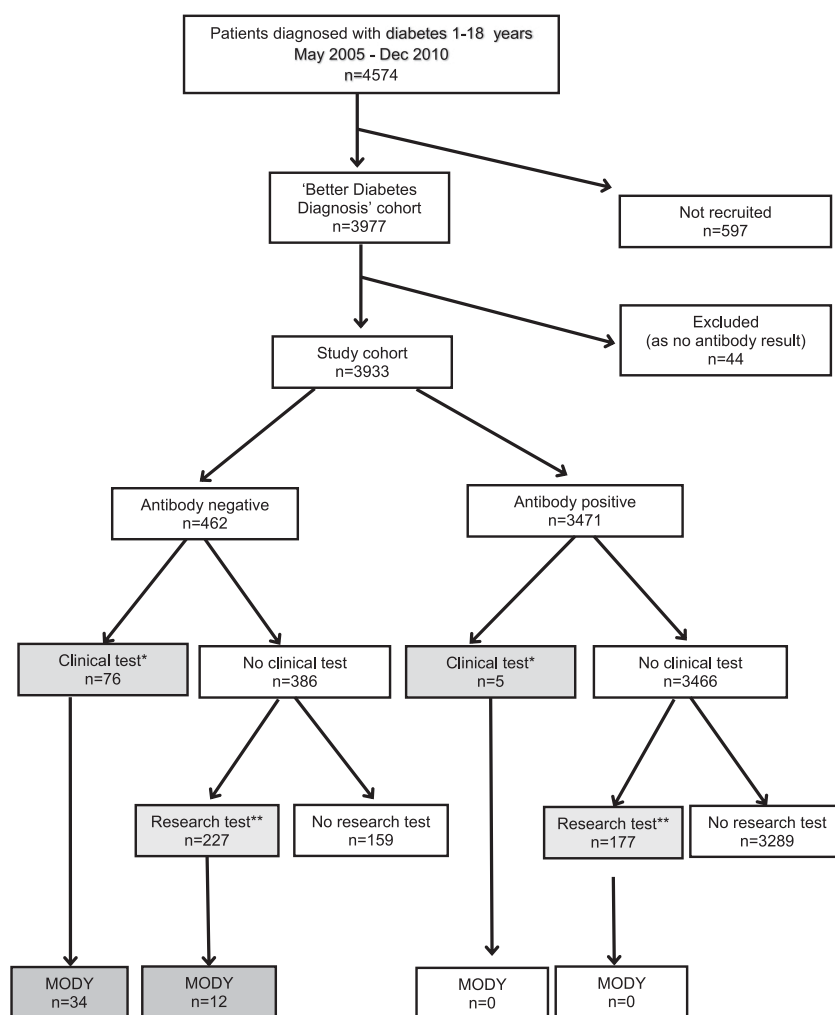 Patients diagnosed with diabetes 1-18 years
May 2005 - Dec 2010
n=4574
'Better Diabetes
Diagnosis' cohort
n=3977
Not recruited
n=597
Excluded
(as no antibody result)
n=44
Study cohort
n=3933
Antibody negative
n=462
Antibody positive
n=3471
Clinical test*
n=76
No clinical test
n=386
Clinical test*
n=5
No clinical test
n=3466
Research test**
n=227
No research test
n=159
Research test**
n=177
No research test
n=3289
MODY
n=34
MODY
n=12
MODY
n=0
MODY
n=0